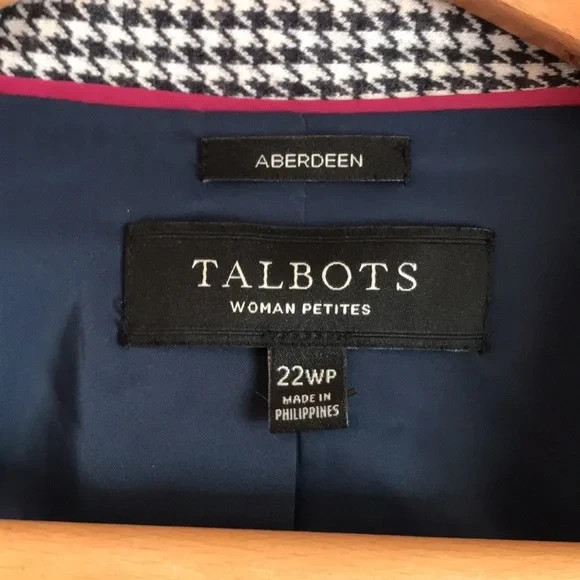 ABERDEEN
TALBOTS
WOMAN PETITES
22WP
MADE IN
PHILIPPINES